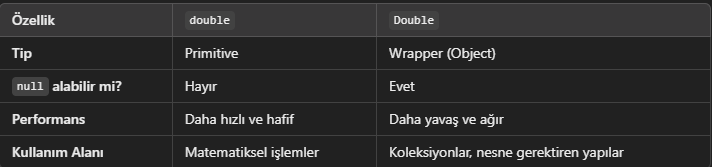 Özellik double Double
Tip Primitive Wrapper (Object)
null alabilir mi? Hayır Evet
Performans Daha hızlı ve hafif Daha yavaş ve ağır
Kullanım Alanı Matematiksel işlemler Koleksiyonlar, nesne gerektiren yapılar